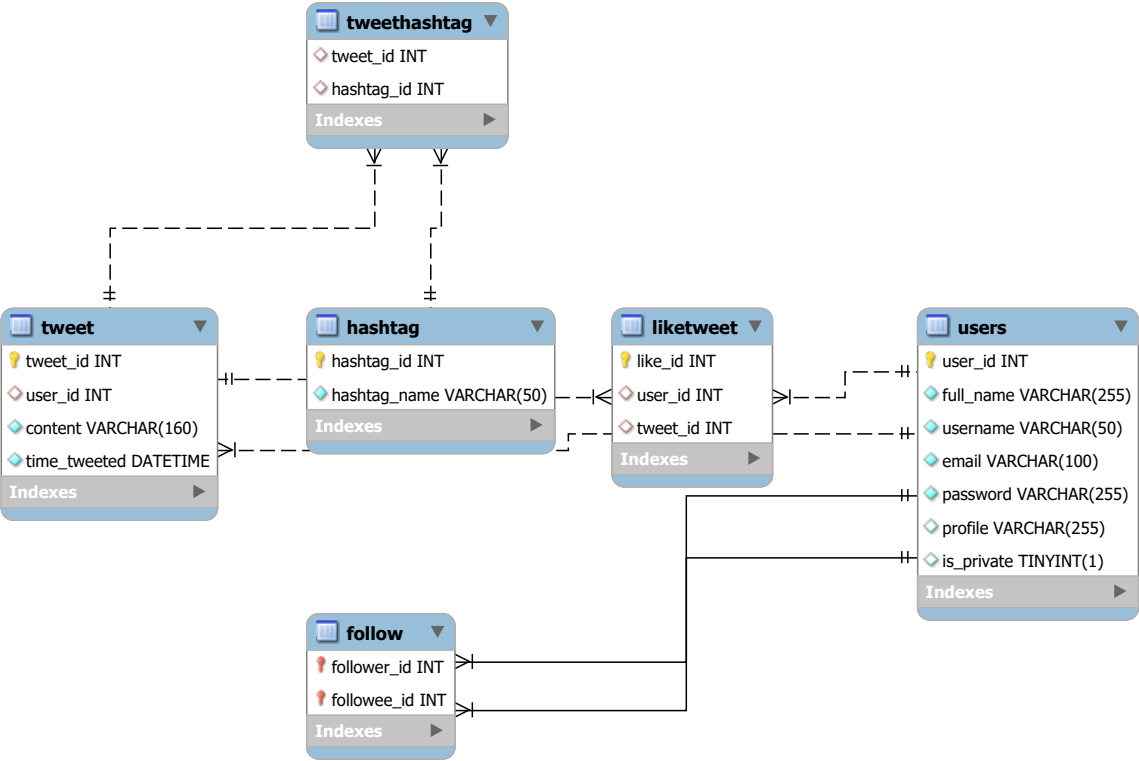 tweethashtag
tweet_id INT
hashtag_id INT
Indexes
tweet
tweet_id INT
user_id INT
content VARCHAR(160)
time_tweeted DATETIME
Indexes
hashtag
hashtag_id INT
hashtag_name VARCHAR(50)
Indexes
liketweet
like_id INT
user_id INT
tweet_id INT
Indexes
users
user_id INT
full_name VARCHAR(255)
username VARCHAR(50)
email VARCHAR(100)
password VARCHAR(255)
profile VARCHAR(255)
is_private TINYINT(1)
Indexes
follow
follower_id INT
followee_id INT
Indexes